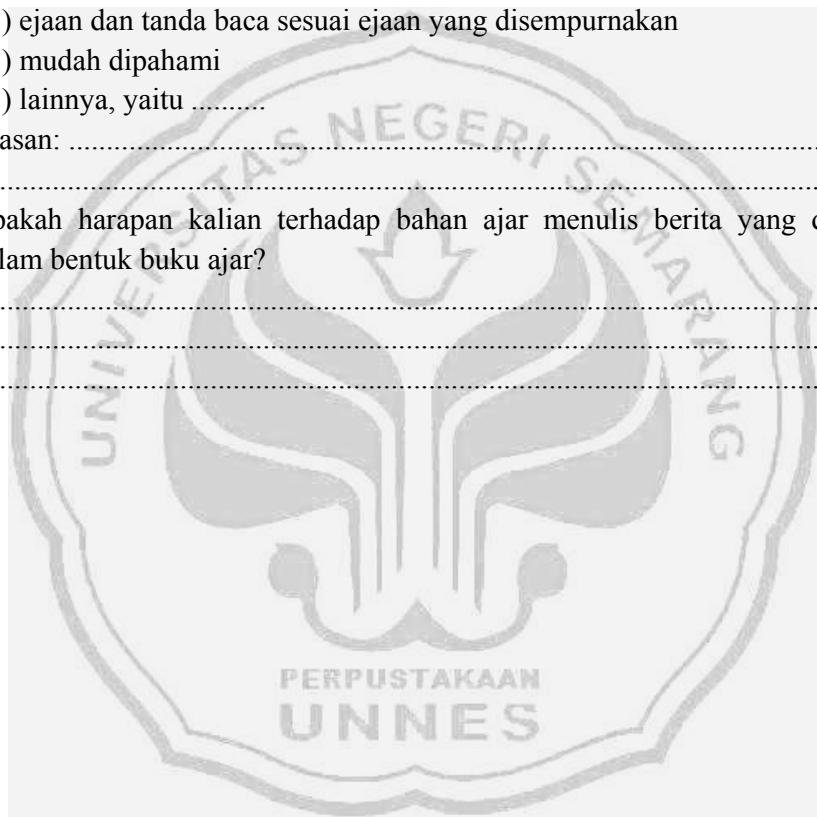 ) ejaan dan tanda baca sesuai ejaan yang disempurnakan
) mudah dipahami
) lainnya, yaitu ..........
asan: ....................................................................................................
....................................................................................................
pakah harapan kalian terhadap bahan ajar menulis berita yang d
lam bentuk buku ajar?
....................................................................................................
....................................................................................................
....................................................................................................
UNIVERSITAS NEGERI SEMARANG
PERPUSTAKAAN
UNNES